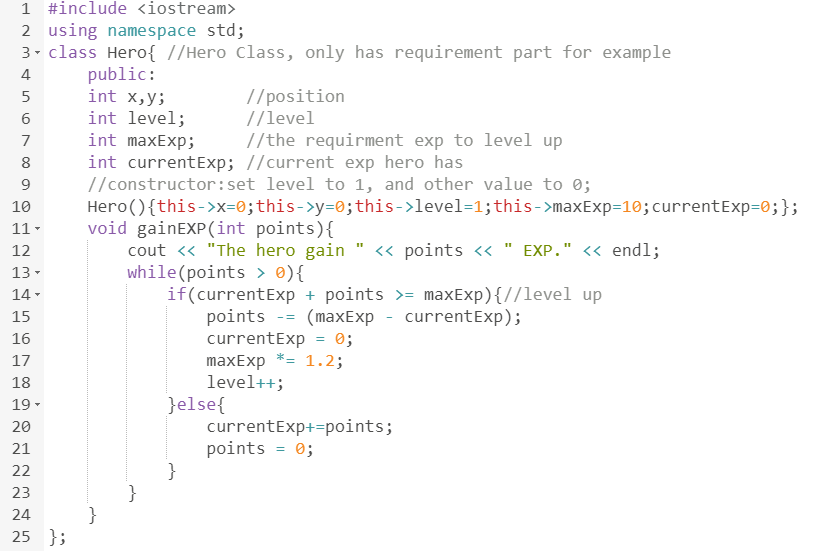 1 #include <iostream>
2 using namespace std;
3 class Hero{ //Hero Class, only has requirement part for example
4     public:
5     int x,y;        //position
6     int level;      //level
7     int maxExp;     //the requirment exp to level up
8     int currentExp; //current exp hero has
9     //constructor:set level to 1, and other value to 0;
10     Hero(){this->x=0;this->y=0;this->level=1;this->maxExp=10;currentExp=0;};
11     void gainEXP(int points){
12         cout << "The hero gain " << points << " EXP." << endl;
13         while(points > 0){
14             if(currentExp + points >= maxExp){//level up
15                 points -= (maxExp - currentExp);
16                 currentExp = 0;
17                 maxExp *= 1.2;
18                 level++;
19             }else{
20                 currentExp+=points;
21                 points = 0;
22             }
23         }
24     }
25 };